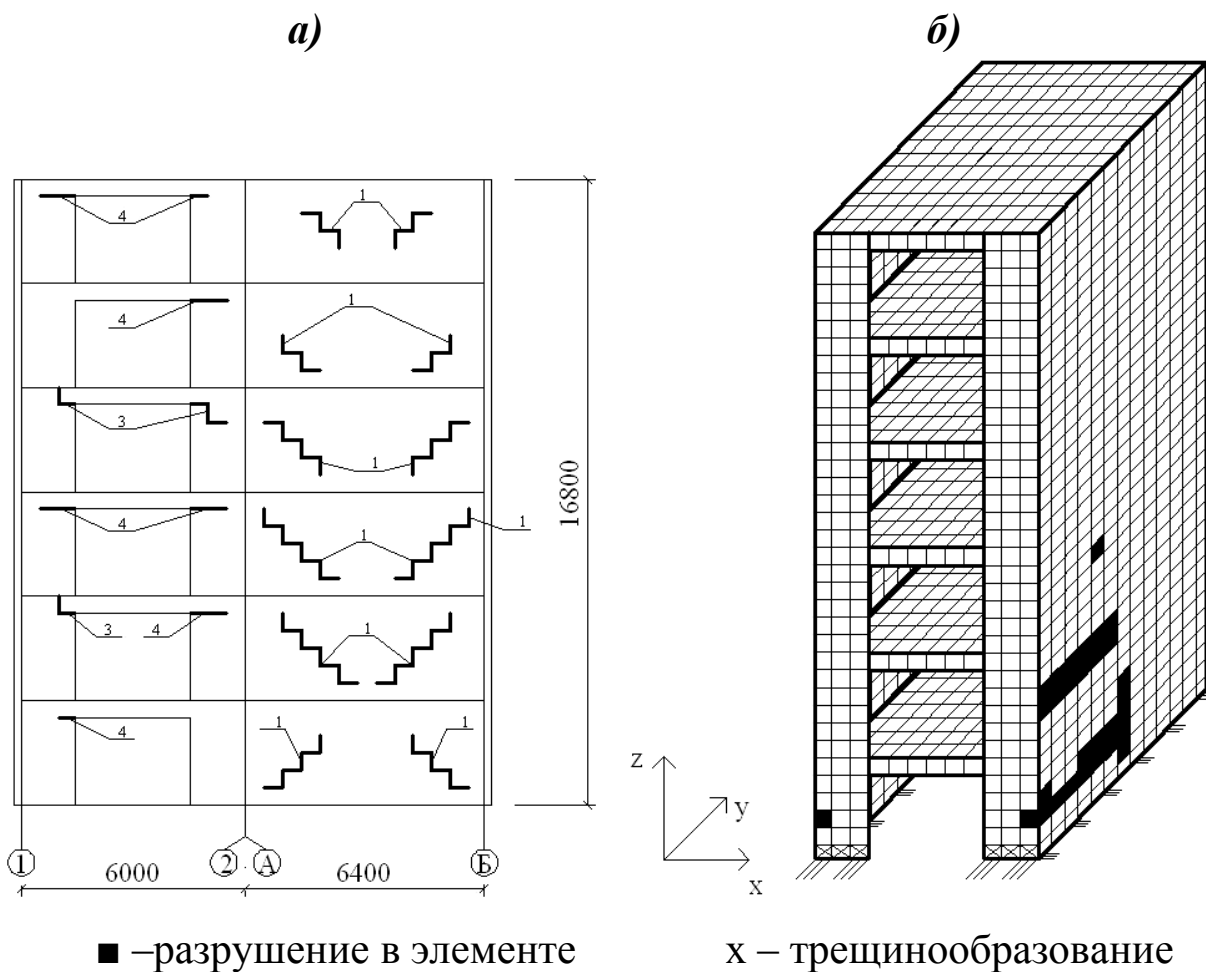 а) б)
4 1
4 1
3 1
16800
4 1 1
3 4 1
4 1 1
z
y
x
1 2 А Б
6000 6400
■ –разрушение в элементе х – трещинообразование